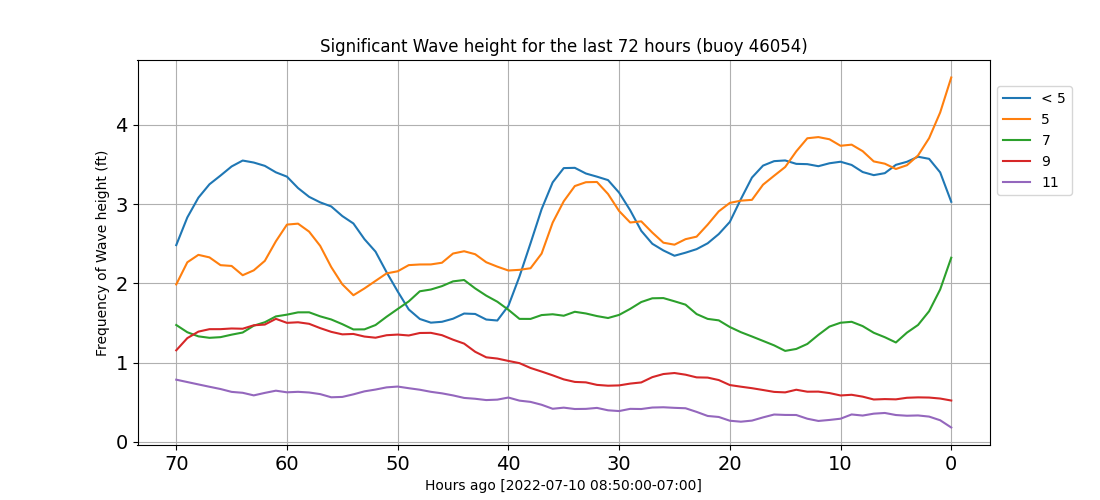 Significant Wave height for the last 72 hours (buoy 46054)
Frequency of Wave height (ft)
4
3
2
1
0
70 60 50 40 30 20 10 0
Hours ago [2022-07-10 08:50:00-07:00]
< 5
5
7
9
11